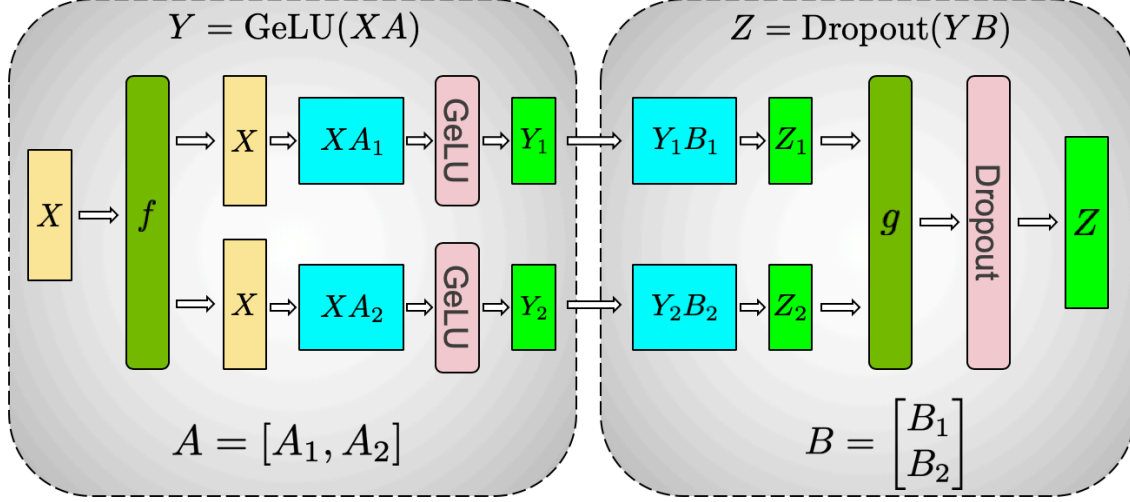 Y = GeLU(XA)
X
f
X
XA₁
GeLU
Y₁
X
XA₂
GeLU
Y₂
A = [A₁, A₂]
Z = Dropout(YB)
Y₁B₁
Z₁
Y₂B₂
Z₂
g
Dropout
Z
B = [B₁
B₂]